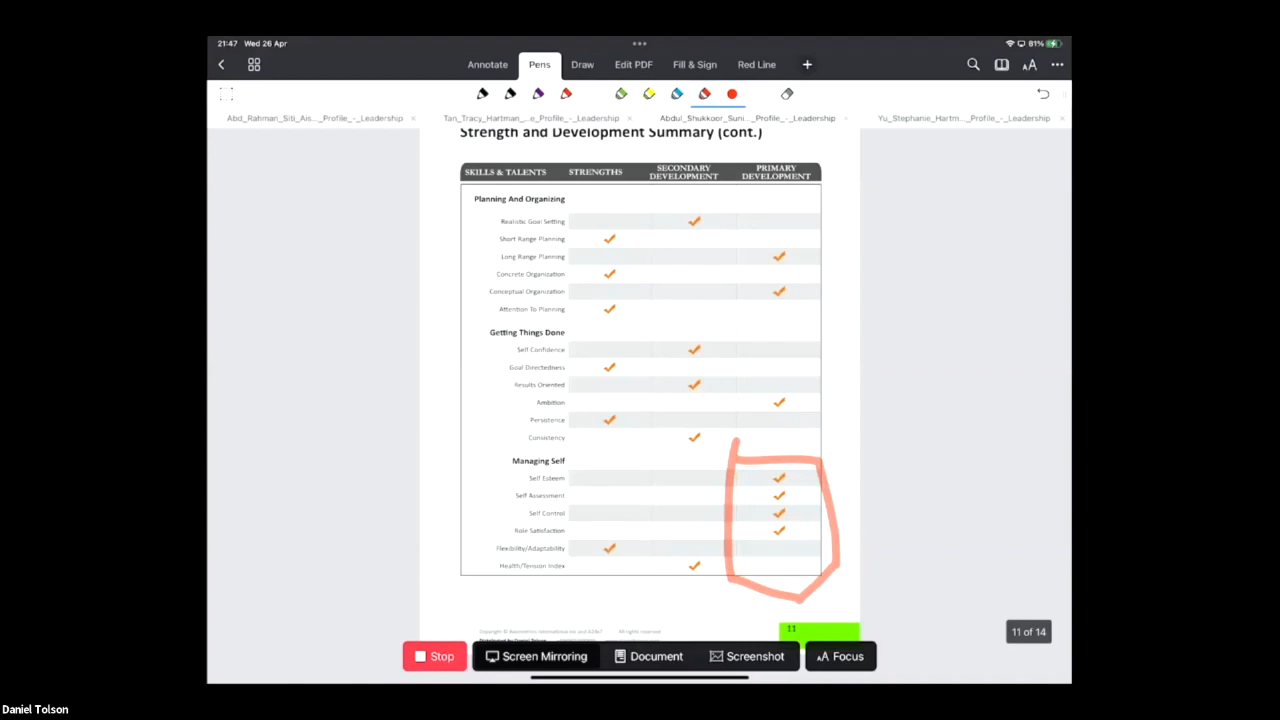 21:47 Wed 26 Apr
81%
Annotate Pens Draw Edit PDF Fill & Sign Red Line
Abd_Rahman_Siti_Ais..._Profile_-_Leadership
Tan_Tracy_Hartman_...e_Profile_-_Leadership
Abdul_Shukkoor_Suni..._Profile_-_Leadership
Yu_Stephanie_Hartm..._Profile_-_Leadership
Strength and Development Summary (cont.)
SKILLS & TALENTS STRENGTHS SECONDARY DEVELOPMENT PRIMARY DEVELOPMENT
Planning And Organizing
Realistic Goal Setting
Short Range Planning
Long Range Planning
Concrete Organization
Conceptual Organization
Attention To Planning
Getting Things Done
Self Confidence
Goal Directedness
Results Oriented
Ambition
Persistence
Consistency
Managing Self
Self Esteem
Self Assessment
Self Control
Role Satisfaction
Flexibility/Adaptability
Health/Tension Index
All rights reserved
11
11 of 14
Stop Screen Mirroring Document Screenshot AA Focus
Daniel Tolson